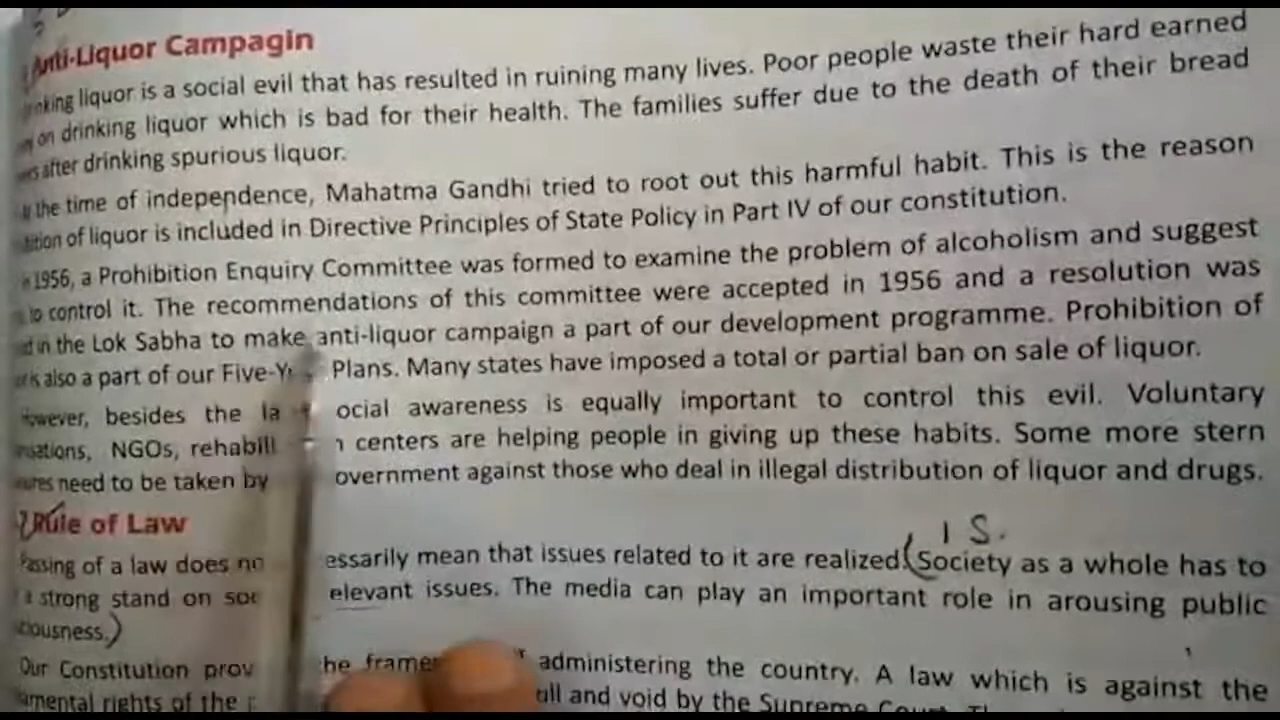 Anti-Liquor Campagin
liquor is a social evil that has resulted in ruining many lives. Poor people waste their hard earned
on drinking liquor which is bad for their health. The families suffer due to the death of their bread
after drinking spurious liquor.
the time of independence, Mahatma Gandhi tried to root out this harmful habit. This is the reason
of liquor is included in Directive Principles of State Policy in Part IV of our constitution.
1956, a Prohibition Enquiry Committee was formed to examine the problem of alcoholism and suggest
to control it. The recommendations of this committee were accepted in 1956 and a resolution was
in the Lok Sabha to make anti-liquor campaign a part of our development programme. Prohibition of
is also a part of our Plans. Many states have imposed a total or partial ban on sale of liquor.
However, besides the awareness is equally important to control this evil. Voluntary
NGOs, centers are helping people in giving up these habits. Some more stern
need to be taken by against those who deal in illegal distribution of liquor and drugs.
Rule of Law
1 S.
Passing of a law does mean that issues related to it are realized. (Society as a whole has to
a strong stand on issues. The media can play an important role in arousing public
)
Our Constitution administering the country. A law which is against the
rights of the and void by the Supreme